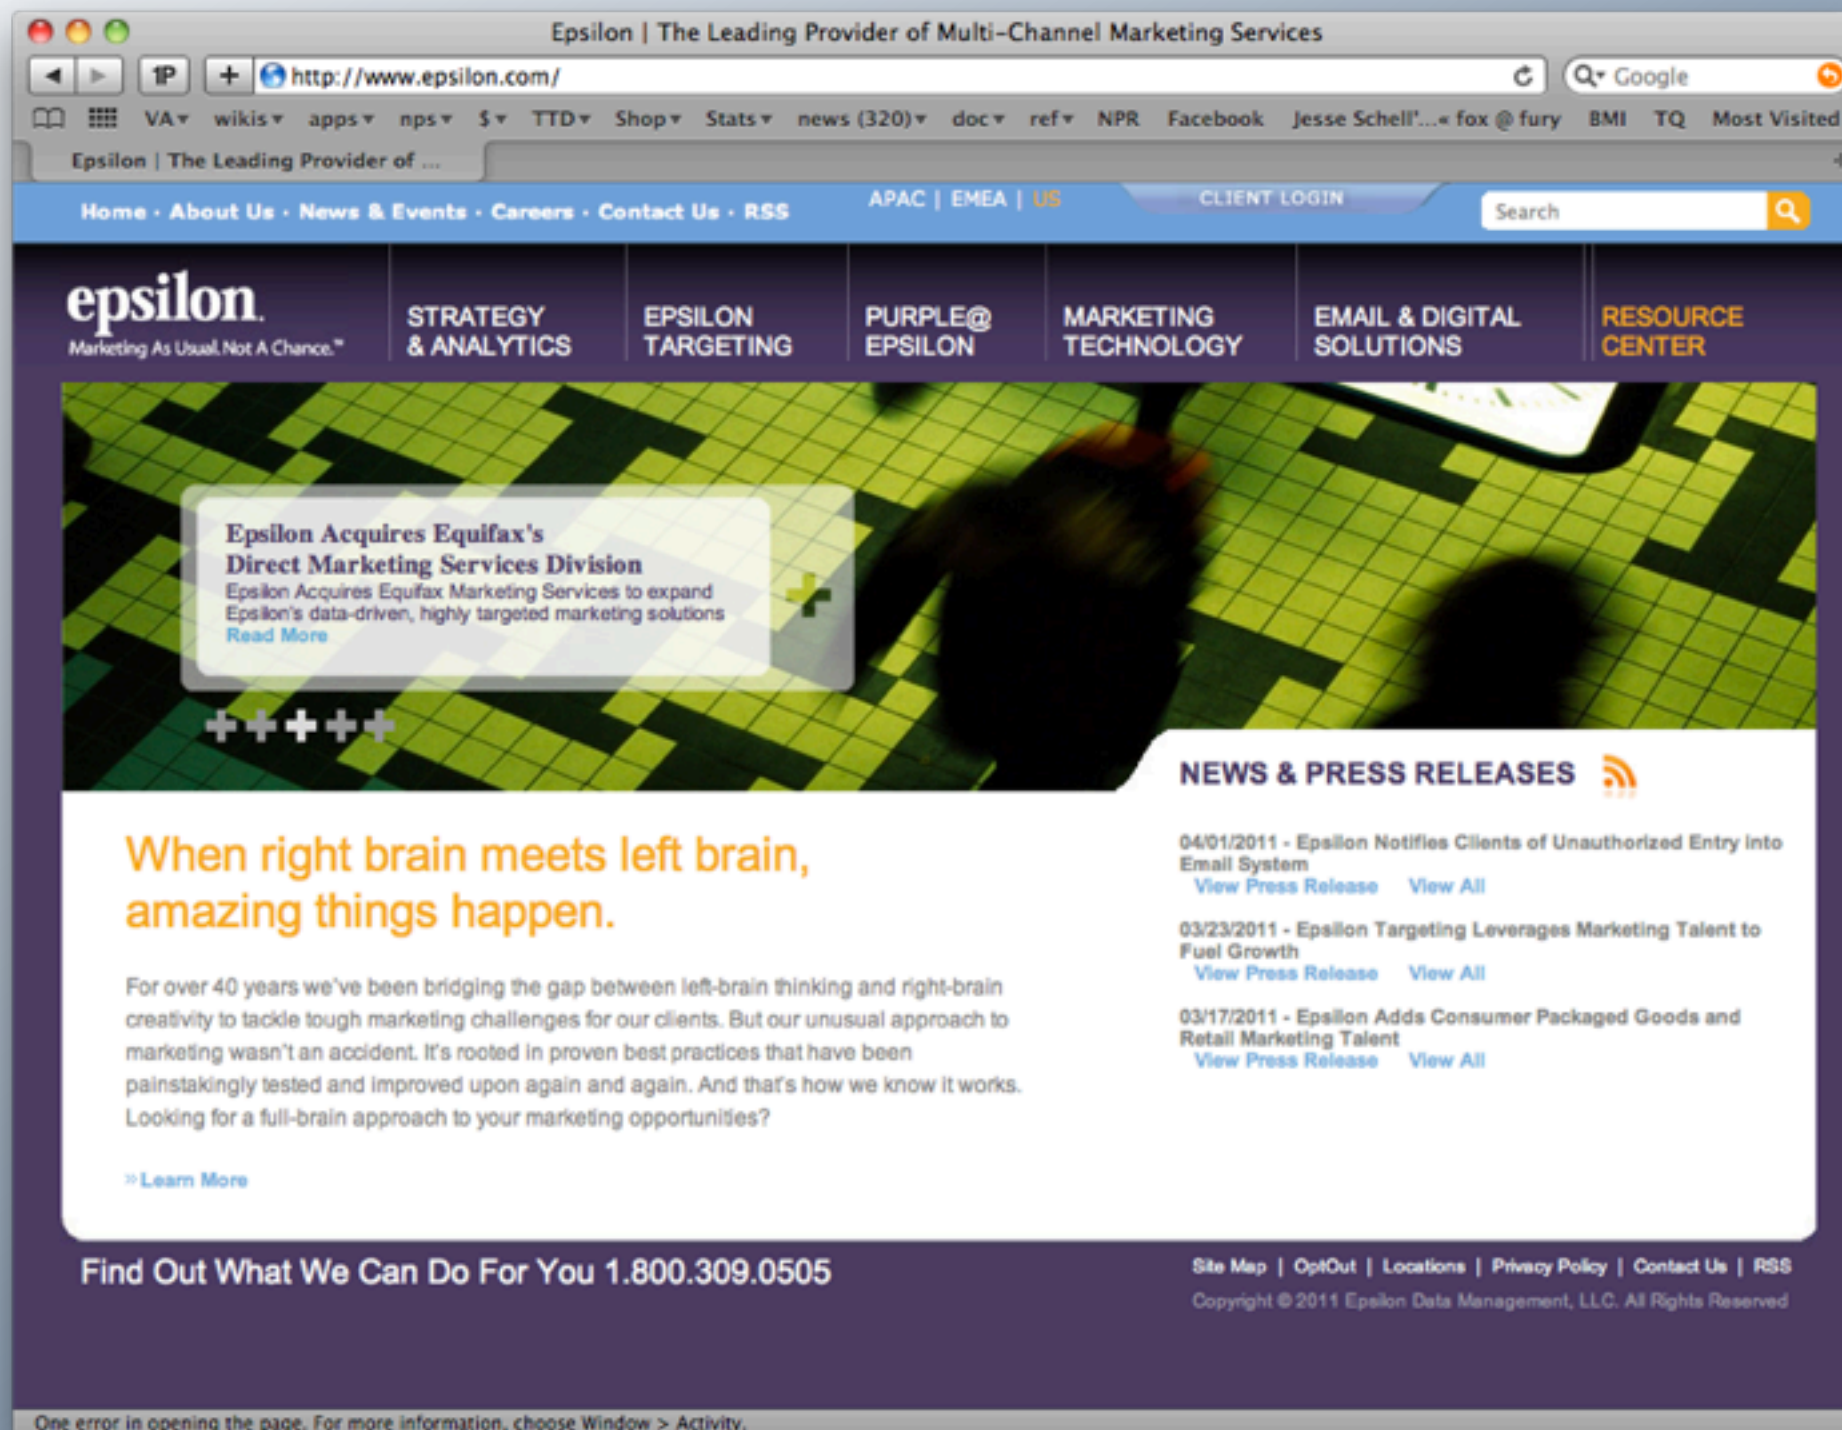 Epsilon | The Leading Provider of Multi-Channel Marketing Services
1P + http://www.epsilon.com/ Google
VA wikis apps nps $ TTD Shop Stats news (320) doc ref NPR Facebook Jesse Schell'...« fox @ fury BMI TQ Most Visited
Epsilon | The Leading Provider of ...
Home · About Us · News & Events · Careers · Contact Us · RSS
APAC | EMEA | US
CLIENT LOGIN
Search
epsilon.
Marketing As Usual. Not A Chance.™
STRATEGY
& ANALYTICS
EPSILON
TARGETING
PURPLE@
EPSILON
MARKETING
TECHNOLOGY
EMAIL & DIGITAL
SOLUTIONS
RESOURCE
CENTER
Epsilon Acquires Equifax's
Direct Marketing Services Division
Epsilon Acquires Equifax Marketing Services to expand
Epsilon's data-driven, highly targeted marketing solutions
Read More
When right brain meets left brain,
amazing things happen.
For over 40 years we've been bridging the gap between left-brain thinking and right-brain
creativity to tackle tough marketing challenges for our clients. But our unusual approach to
marketing wasn't an accident. It's rooted in proven best practices that have been
painstakingly tested and improved upon again and again. And that's how we know it works.
Looking for a full-brain approach to your marketing opportunities?
» Learn More
NEWS & PRESS RELEASES
04/01/2011 - Epsilon Notifies Clients of Unauthorized Entry into
Email System
View Press Release View All
03/23/2011 - Epsilon Targeting Leverages Marketing Talent to
Fuel Growth
View Press Release View All
03/17/2011 - Epsilon Adds Consumer Packaged Goods and
Retail Marketing Talent
View Press Release View All
Find Out What We Can Do For You 1.800.309.0505
Site Map | OptOut | Locations | Privacy Policy | Contact Us | RSS
Copyright © 2011 Epsilon Data Management, LLC. All Rights Reserved
One error in opening the page. For more information, choose Window > Activity.